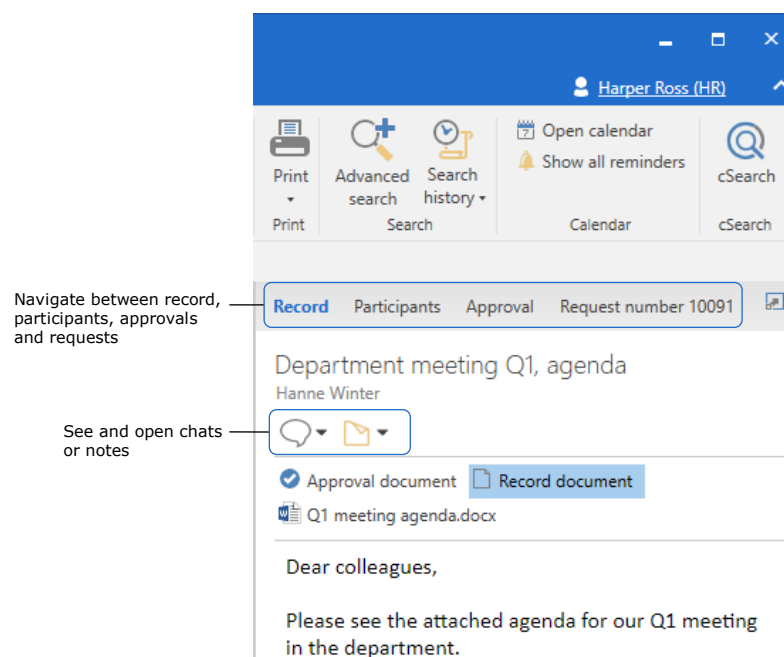 Harper Ross (HR)
Print
Advanced search
Search history
Open calendar
Show all reminders
cSearch
Print
Search
Calendar
cSearch
Navigate between record,
participants, approvals
and requests
Record Participants Approval Request number 10091
Department meeting Q1, agenda
Hanne Winter
See and open chats
or notes
Approval document Record document
Q1 meeting agenda.docx
Dear colleagues,
Please see the attached agenda for our Q1 meeting
in the department.